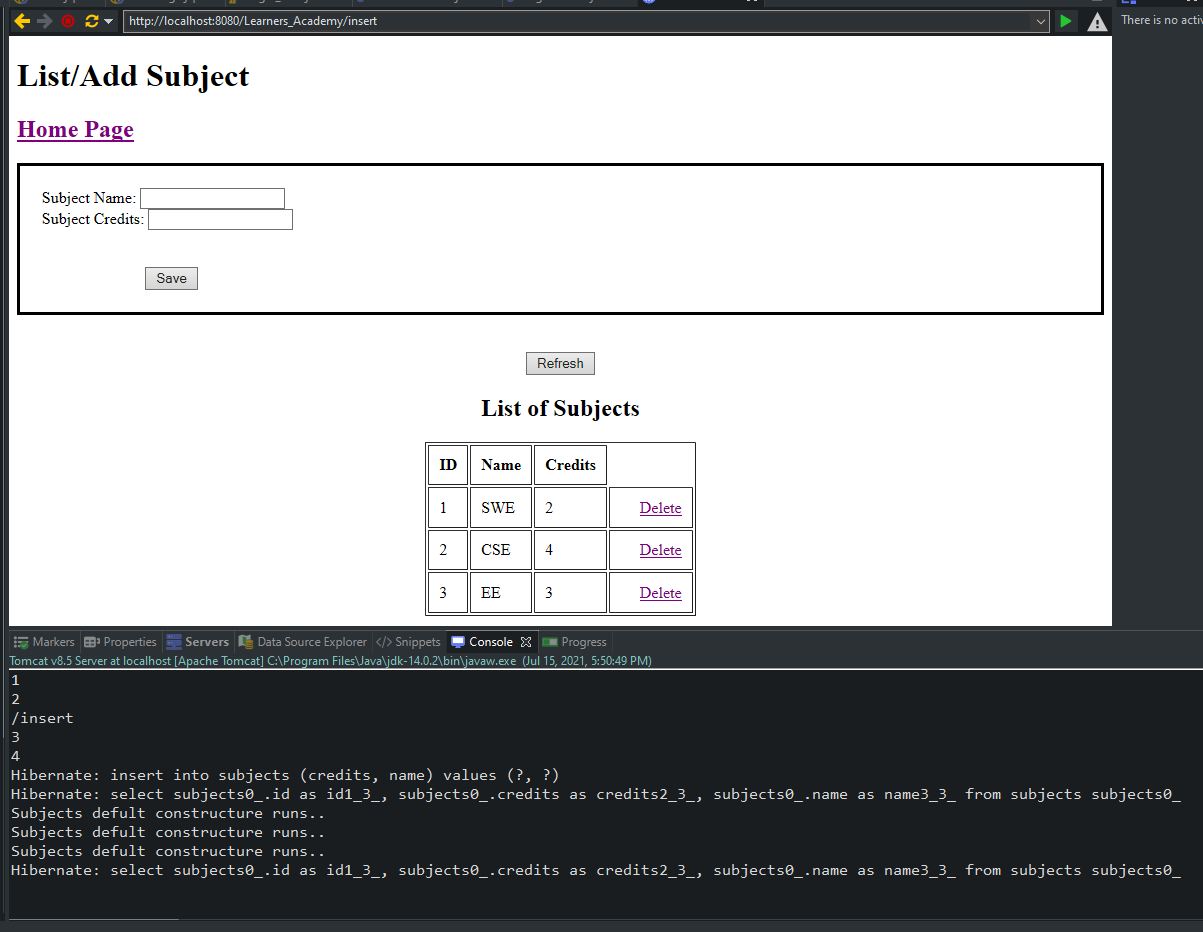 http://localhost:8080/Learners_Academy/insert
There is no activ
List/Add Subject
Home Page
Subject Name:
Subject Credits:
Save
Refresh
List of Subjects
ID Name Credits
1 SWE 2 Delete
2 CSE 4 Delete
3 EE 3 Delete
Markers Properties Servers Data Source Explorer </> Snippets Console Progress
Tomcat v8.5 Server at localhost [Apache Tomcat] C:\Program Files\Java\jdk-14.0.2\bin\javaw.exe (Jul 15, 2021, 5:50:49 PM)
1
2
/insert
3
4
Hibernate: insert into subjects (credits, name) values (?, ?)
Hibernate: select subjects0_.id as id1_3_, subjects0_.credits as credits2_3_, subjects0_.name as name3_3_ from subjects subjects0_
Subjects defult constructure runs..
Subjects defult constructure runs..
Subjects defult constructure runs..
Hibernate: select subjects0_.id as id1_3_, subjects0_.credits as credits2_3_, subjects0_.name as name3_3_ from subjects subjects0_